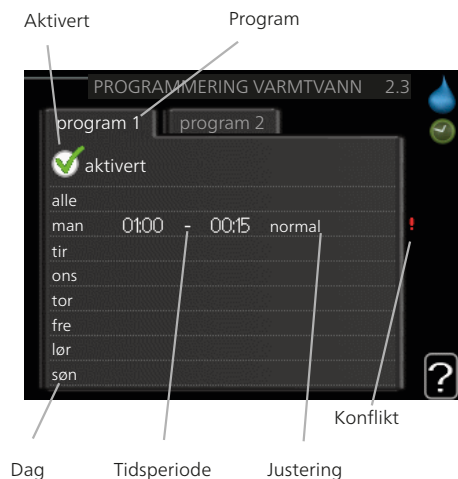 Aktivert Program
PROGRAMMERING VARMTVANN 2.3
program 1 program 2
aktivert
alle
man 01:00 - 00:15 normal !
tir
ons
tor
fre
lør
søn
?
Konflikt
Dag Tidsperiode Justering